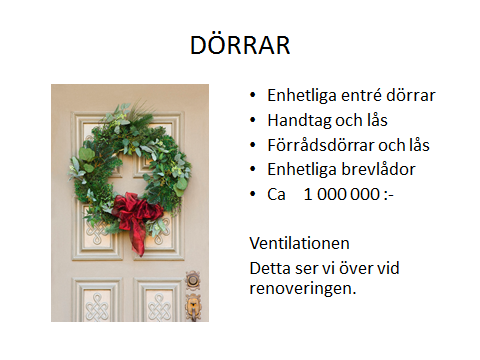 DÖRRAR
• Enhetliga entré dörrar
• Handtag och lås
• Förrådsdörrar och lås
• Enhetliga brevlådor
• Ca 1 000 000 :-
Ventilationen
Detta ser vi över vid
renoveringen.